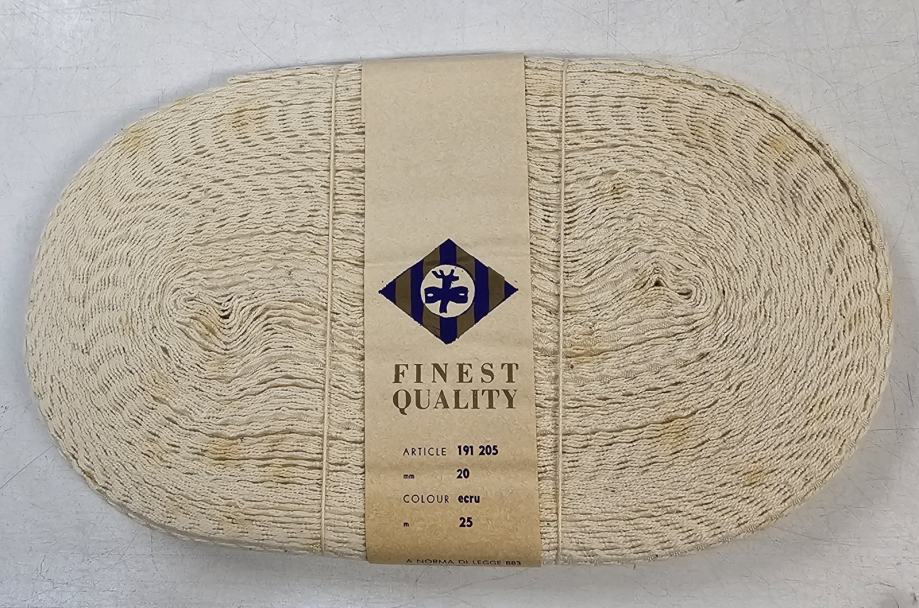 FINEST
QUALITY
ARTICLE 191 205
mm 20
COLOUR ecru
m 25
A NORMA DI LEGGE 883